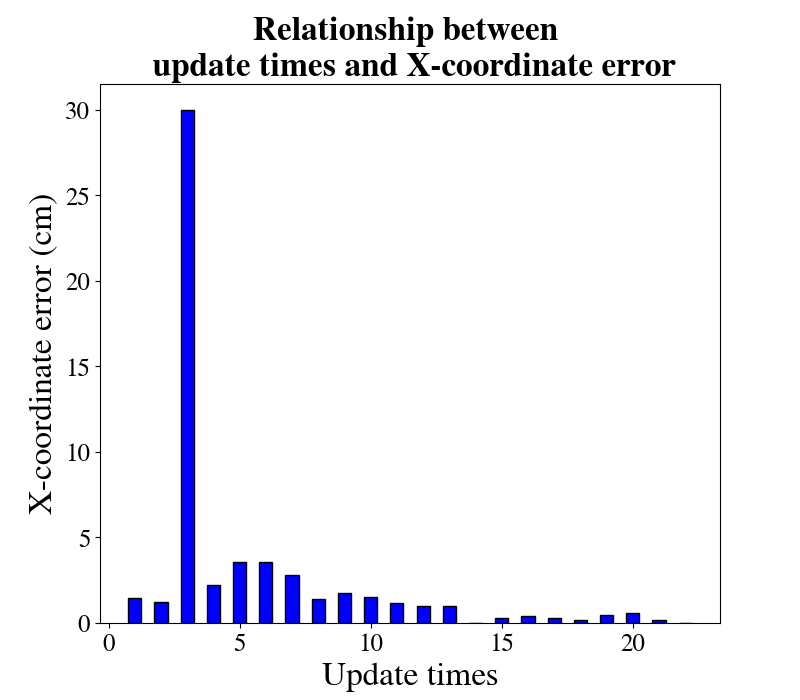 Relationship between
update times and X-coordinate error
30
25
20
15
10
5
0
X-coordinate error (cm)
0 5 10 15 20
Update times